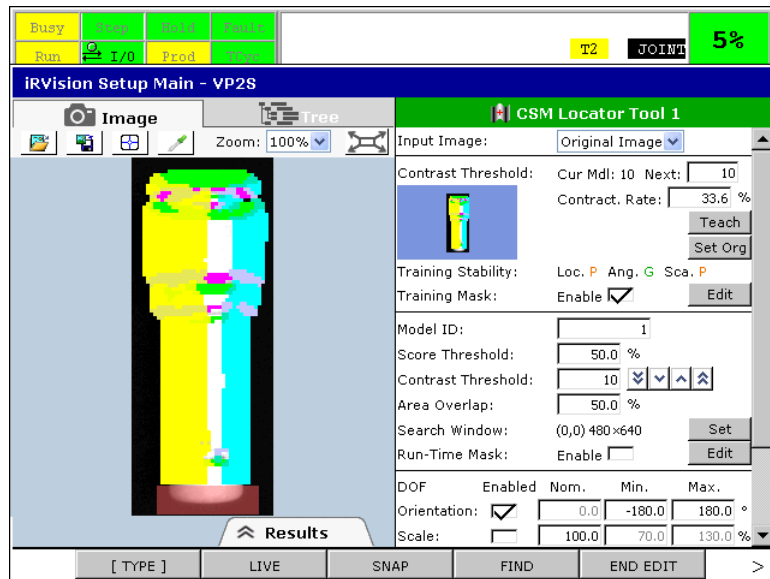 Busy Step Hold Fault
Run I/O Prod TCyc
T2 JOINT 5%
iRVision Setup Main - VP2S
Image Tree
Zoom: 100%
CSM Locator Tool 1
Input Image: Original Image
Contrast Threshold: Cur Mdl: 10 Next: 10
Contract. Rate: 33.6 %
Teach
Set Org
Training Stability: Loc. P Ang. G Sca. P
Training Mask: Enable Edit
Model ID: 1
Score Threshold: 50.0 %
Contrast Threshold: 10
Area Overlap: 50.0 %
Search Window: (0,0) 480×640 Set
Run-Time Mask: Enable Edit
DOF Enabled Nom. Min. Max.
Orientation: 0.0 -180.0 180.0 °
Scale: 100.0 70.0 130.0 %
Results
[ TYPE ] LIVE SNAP FIND END EDIT >